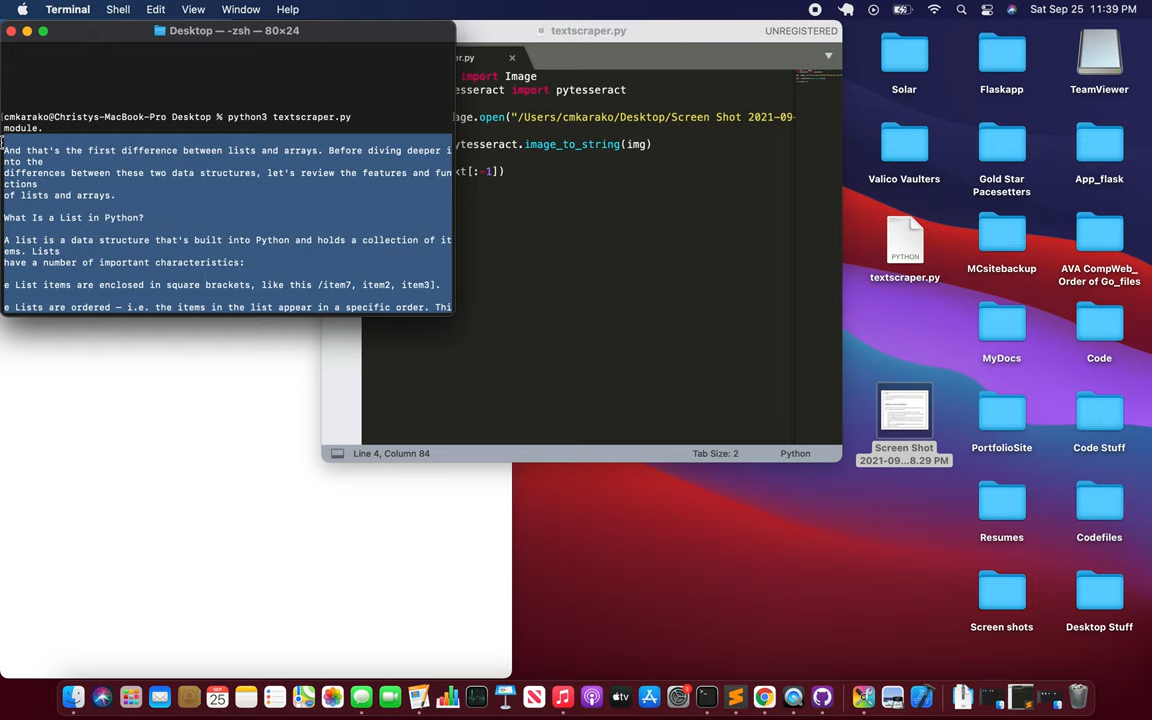 Terminal Shell Edit View Window Help
Sat Sep 25 11:39 PM
Desktop — -zsh — 80×24
[cmkarako@Christys-MacBook-Pro Desktop % python3 textscraper.py
module.
And that's the first difference between lists and arrays. Before diving deeper i
nto the
differences between these two data structures, let's review the features and fun
ctions
of lists and arrays.
What Is a List in Python?
A list is a data structure that's built into Python and holds a collection of it
ems. Lists
have a number of important characteristics:
e List items are enclosed in square brackets, like this /item7, item2, item3].
e Lists are ordered — i.e. the items in the list appear in a specific order. Thi
textscraper.py
UNREGISTERED
er.py
import Image
esseract import pytesseract
age.open("/Users/cmkarako/Desktop/Screen Shot 2021-09-
ytesseract.image_to_string(img)
xt[:-1])
Line 4, Column 84
Tab Size: 2
Python
Solar
Flaskapp
TeamViewer
Valico Vaulters
Gold Star
Pacesetters
App_flask
PYTHON
textscraper.py
MCsitebackup
AVA CompWeb_
Order of Go_files
MyDocs
Code
Screen Shot
2021-09...8.29 PM
PortfolioSite
Code Stuff
Resumes
Codefiles
Screen shots
Desktop Stuff
SEP
25
tv